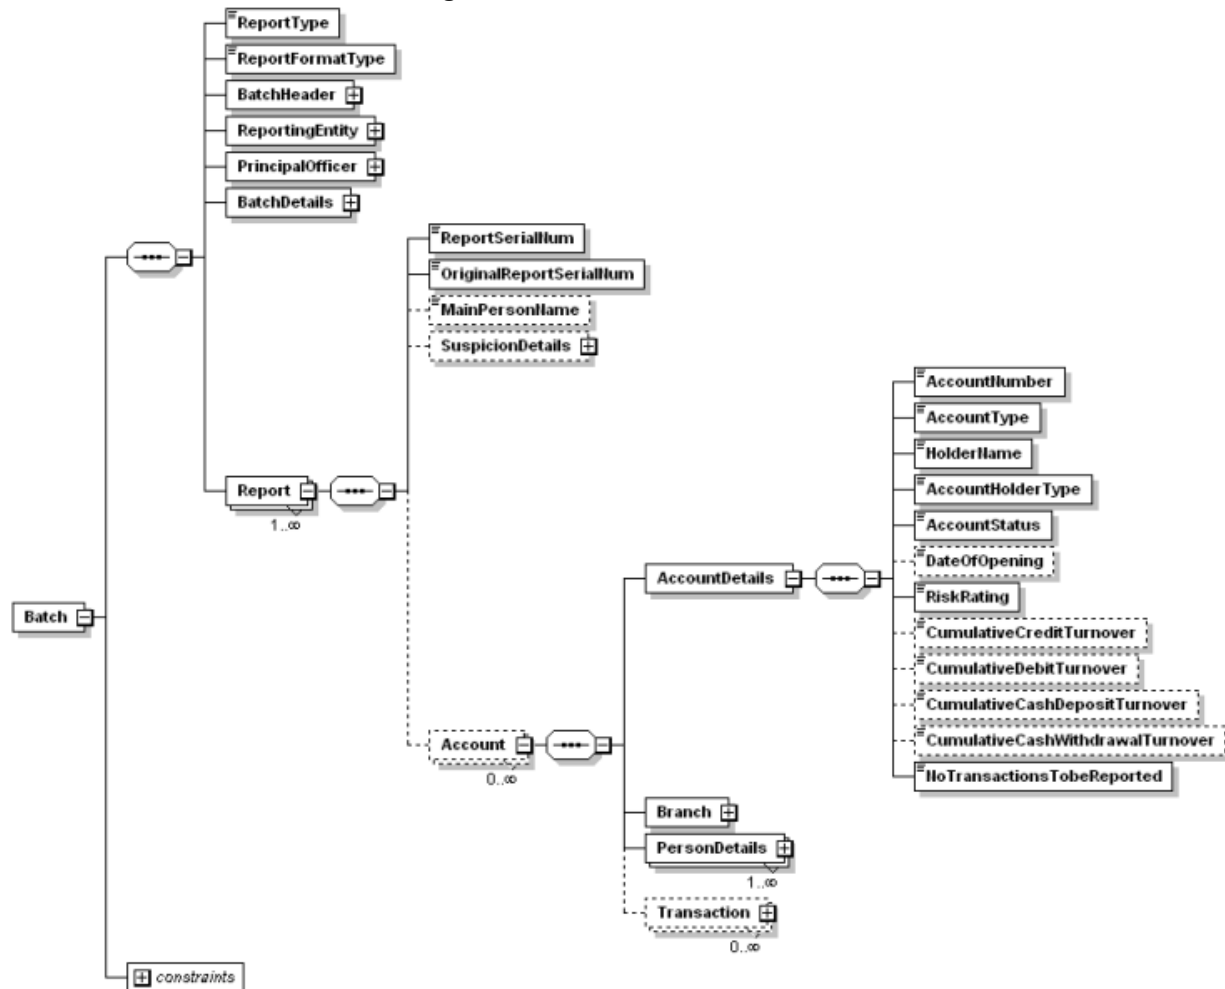 ReportType
ReportFormatType
BatchHeader
ReportingEntity
PrincipalOfficer
BatchDetails
ReportSerialNum
OriginalReportSerialNum
MainPersonName
SuspicionDetails
Report
1..∞
AccountNumber
AccountType
HolderName
AccountHolderType
AccountStatus
DateOfOpening
RiskRating
CumulativeCreditTurnover
CumulativeDebitTurnover
CumulativeCashDepositTurnover
CumulativeCashWithdrawalTurnover
NoTransactionsTobeReported
AccountDetails
Batch
Account
0..∞
Branch
PersonDetails
1..∞
Transaction
0..∞
constraints